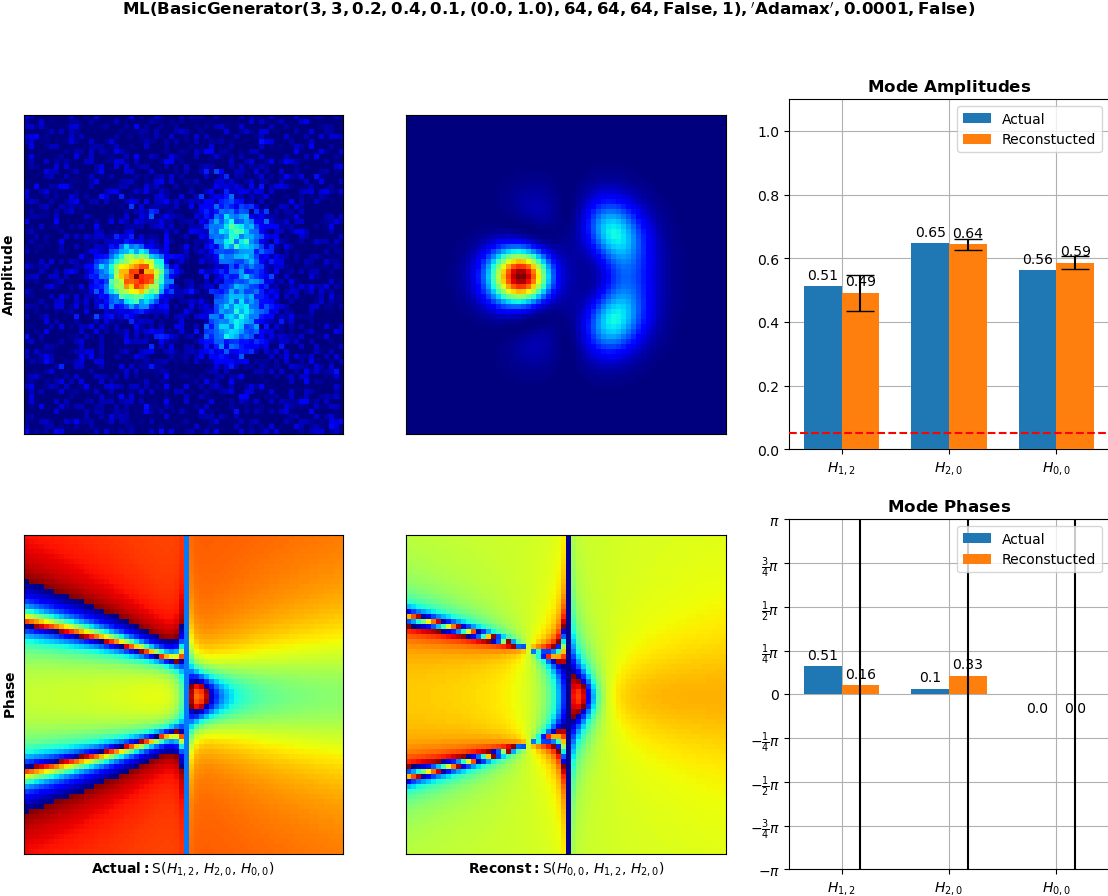 ML(BasicGenerator(3, 3, 0.2, 0.4, 0.1, (0.0, 1.0), 64, 64, 64, False, 1), ′Adamax′, 0.0001, False)
Amplitude
Mode Amplitudes
Actual
Reconstucted
1.0
0.8
0.6
0.4
0.2
0.0
0.51
0.49
0.65
0.64
0.56
0.59
H1,2
H2,0
H0,0
Phase
Actual: S(H1,2, H2,0, H0,0)
Reconst: S(H0,0, H1,2, H2,0)
Mode Phases
Actual
Reconstucted
π
3/4π
1/2π
1/4π
0
−1/4π
−1/2π
−3/4π
−π
0.51
0.16
0.1
0.33
0.0
0.0
H1,2
H2,0
H0,0